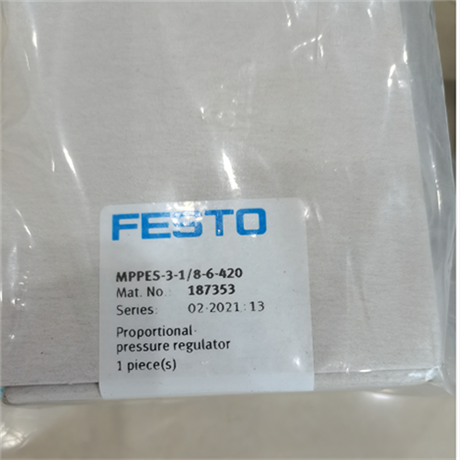 FESTO
MPPES-3-1/8-6-420
Mat. No.: 187353
Series: 02·2021:13
Proportional-
pressure regulator
1 piece(s)